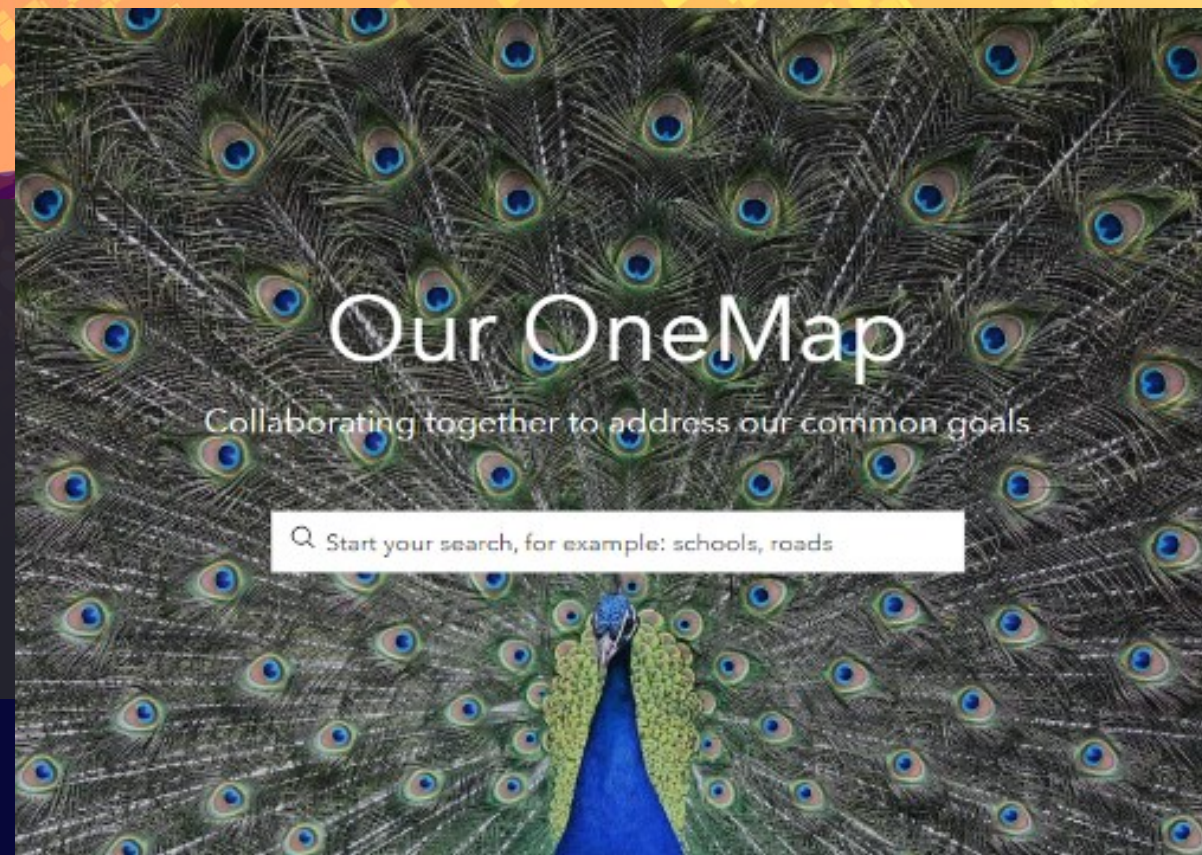 Our OneMap
Collaborating together to address our common goals
Start your search, for example: schools, roads